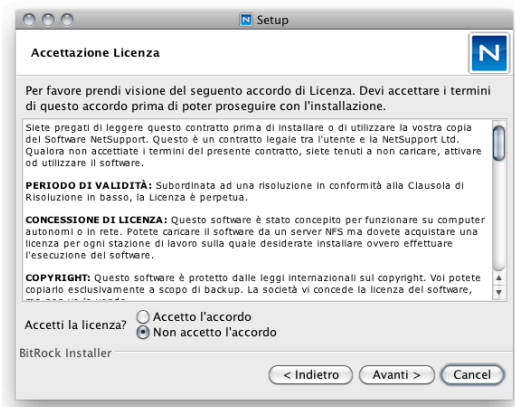 Setup
Accettazione Licenza
N
Per favore prendi visione del seguento accordo di Licenza. Devi accettare i termini
di questo accordo prima di poter proseguire con l'installazione.
Siete pregati di leggere questo contratto prima di installare o di utilizzare la vostra copia
del Software NetSupport. Questo è un contratto legale tra l'utente e la NetSupport Ltd.
Qualora non accettiate i termini del presente contratto, siete tenuti a non caricare, attivare
od utilizzare il software.
PERIODO DI VALIDITÀ: Subordinata ad una risoluzione in conformità alla Clausola di
Risoluzione in basso, la Licenza è perpetua.
CONCESSIONE DI LICENZA: Questo software è stato concepito per funzionare su computer
autonomi o in rete. Potete caricare il software da un server NFS ma dovete acquistare una
licenza per ogni stazione di lavoro sulla quale desiderate installare ovvero effettuare
l'esecuzione del software.
COPYRIGHT: Questo software è protetto dalle leggi internazionali sul copyright. Voi potete
copiarlo esclusivamente a scopo di backup. La società vi concede la licenza del software,
Accetti la licenza?
Accetto l'accordo
Non accetto l'accordo
BitRock Installer
< Indietro
Avanti >
Cancel